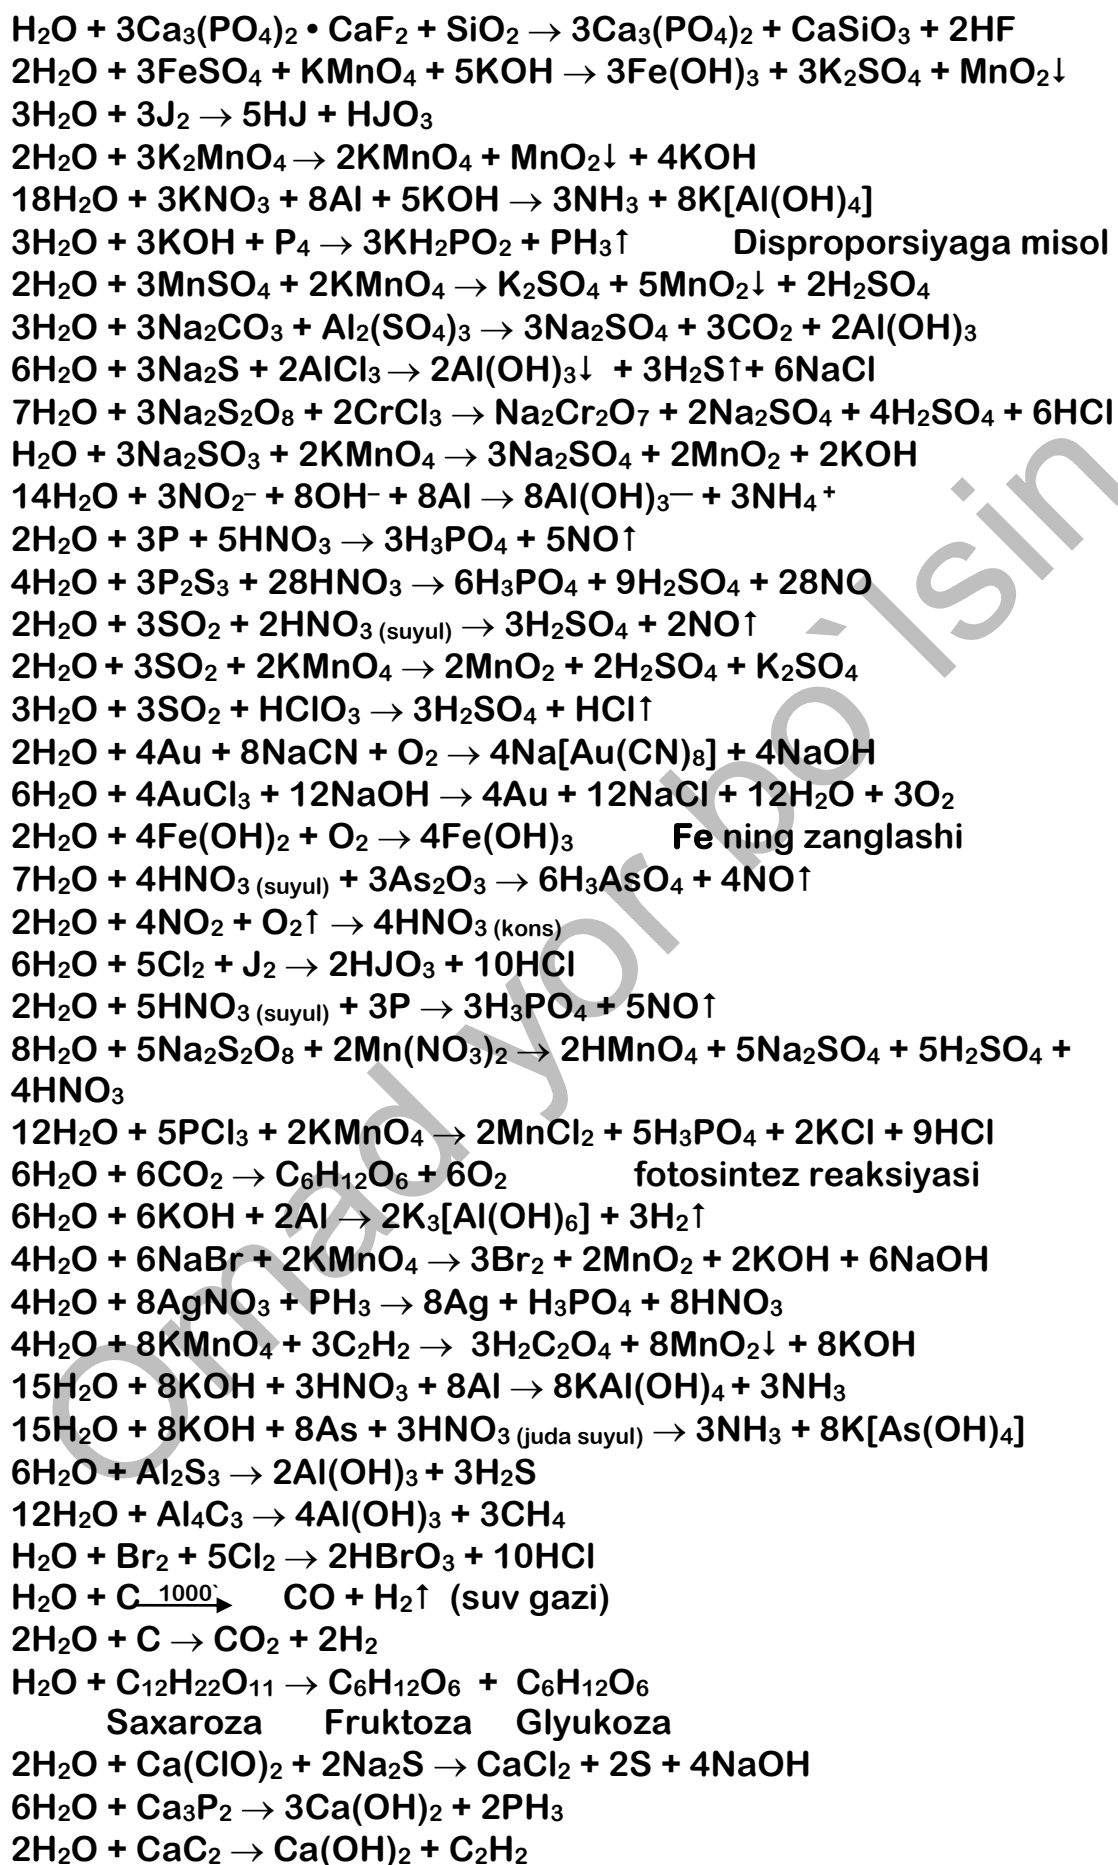 H₂O + 3Ca₃(PO₄)₂ • CaF₂ + SiO₂ → 3Ca₃(PO₄)₂ + CaSiO₃ + 2HF
2H₂O + 3FeSO₄ + KMnO₄ + 5KOH → 3Fe(OH)₃ + 3K₂SO₄ + MnO₂↓
3H₂O + 3J₂ → 5HJ + HJO₃
2H₂O + 3K₂MnO₄ → 2KMnO₄ + MnO₂↓ + 4KOH
18H₂O + 3KNO₃ + 8Al + 5KOH → 3NH₃ + 8K[Al(OH)₄]
3H₂O + 3KOH + P₄ → 3KH₂PO₂ + PH₃↑ Disproporsiyaga misol
2H₂O + 3MnSO₄ + 2KMnO₄ → K₂SO₄ + 5MnO₂↓ + 2H₂SO₄
3H₂O + 3Na₂CO₃ + Al₂(SO₄)₃ → 3Na₂SO₄ + 3CO₂ + 2Al(OH)₃
6H₂O + 3Na₂S + 2AlCl₃ → 2Al(OH)₃↓ + 3H₂S↑+ 6NaCl
7H₂O + 3Na₂S₂O₈ + 2CrCl₃ → Na₂Cr₂O₇ + 2Na₂SO₄ + 4H₂SO₄ + 6HCl
H₂O + 3Na₂SO₃ + 2KMnO₄ → 3Na₂SO₄ + 2MnO₂ + 2KOH
14H₂O + 3NO₂⁻ + 8OH⁻ + 8Al → 8Al(OH)₃⁻ + 3NH₄⁺
2H₂O + 3P + 5HNO₃ → 3H₃PO₄ + 5NO↑
4H₂O + 3P₂S₃ + 28HNO₃ → 6H₃PO₄ + 9H₂SO₄ + 28NO
2H₂O + 3SO₂ + 2HNO₃ (suyul) → 3H₂SO₄ + 2NO↑
2H₂O + 3SO₂ + 2KMnO₄ → 2MnO₂ + 2H₂SO₄ + K₂SO₄
3H₂O + 3SO₂ + HClO₃ → 3H₂SO₄ + HCl↑
2H₂O + 4Au + 8NaCN + O₂ → 4Na[Au(CN)₈] + 4NaOH
6H₂O + 4AuCl₃ + 12NaOH → 4Au + 12NaCl + 12H₂O + 3O₂
2H₂O + 4Fe(OH)₂ + O₂ → 4Fe(OH)₃ Fe ning zanglashi
7H₂O + 4HNO₃ (suyul) + 3As₂O₃ → 6H₃AsO₄ + 4NO↑
2H₂O + 4NO₂ + O₂↑ → 4HNO₃ (kons)
6H₂O + 5Cl₂ + J₂ → 2HJO₃ + 10HCl
2H₂O + 5HNO₃ (suyul) + 3P → 3H₃PO₄ + 5NO↑
8H₂O + 5Na₂S₂O₈ + 2Mn(NO₃)₂ → 2HMnO₄ + 5Na₂SO₄ + 5H₂SO₄ +
4HNO₃
12H₂O + 5PCl₃ + 2KMnO₄ → 2MnCl₂ + 5H₃PO₄ + 2KCl + 9HCl
6H₂O + 6CO₂ → C₆H₁₂O₆ + 6O₂ fotosintez reaksiyasi
6H₂O + 6KOH + 2Al → 2K₃[Al(OH)₆] + 3H₂↑
4H₂O + 6NaBr + 2KMnO₄ → 3Br₂ + 2MnO₂ + 2KOH + 6NaOH
4H₂O + 8AgNO₃ + PH₃ → 8Ag + H₃PO₄ + 8HNO₃
4H₂O + 8KMnO₄ + 3C₂H₂ → 3H₂C₂O₄ + 8MnO₂↓ + 8KOH
15H₂O + 8KOH + 3HNO₃ + 8Al → 8KAl(OH)₄ + 3NH₃
15H₂O + 8KOH + 8As + 3HNO₃ (juda suyul) → 3NH₃ + 8K[As(OH)₄]
6H₂O + Al₂S₃ → 2Al(OH)₃ + 3H₂S
12H₂O + Al₄C₃ → 4Al(OH)₃ + 3CH₄
H₂O + Br₂ + 5Cl₂ → 2HBrO₃ + 10HCl
H₂O + C 1000` → CO + H₂↑ (suv gazi)
2H₂O + C → CO₂ + 2H₂
H₂O + C₁₂H₂₂O₁₁ → C₆H₁₂O₆ + C₆H₁₂O₆
Saxaroza Fruktoza Glyukoza
2H₂O + Ca(ClO)₂ + 2Na₂S → CaCl₂ + 2S + 4NaOH
6H₂O + Ca₃P₂ → 3Ca(OH)₂ + 2PH₃
2H₂O + CaC₂ → Ca(OH)₂ + C₂H₂
Omad yor bo`lsin